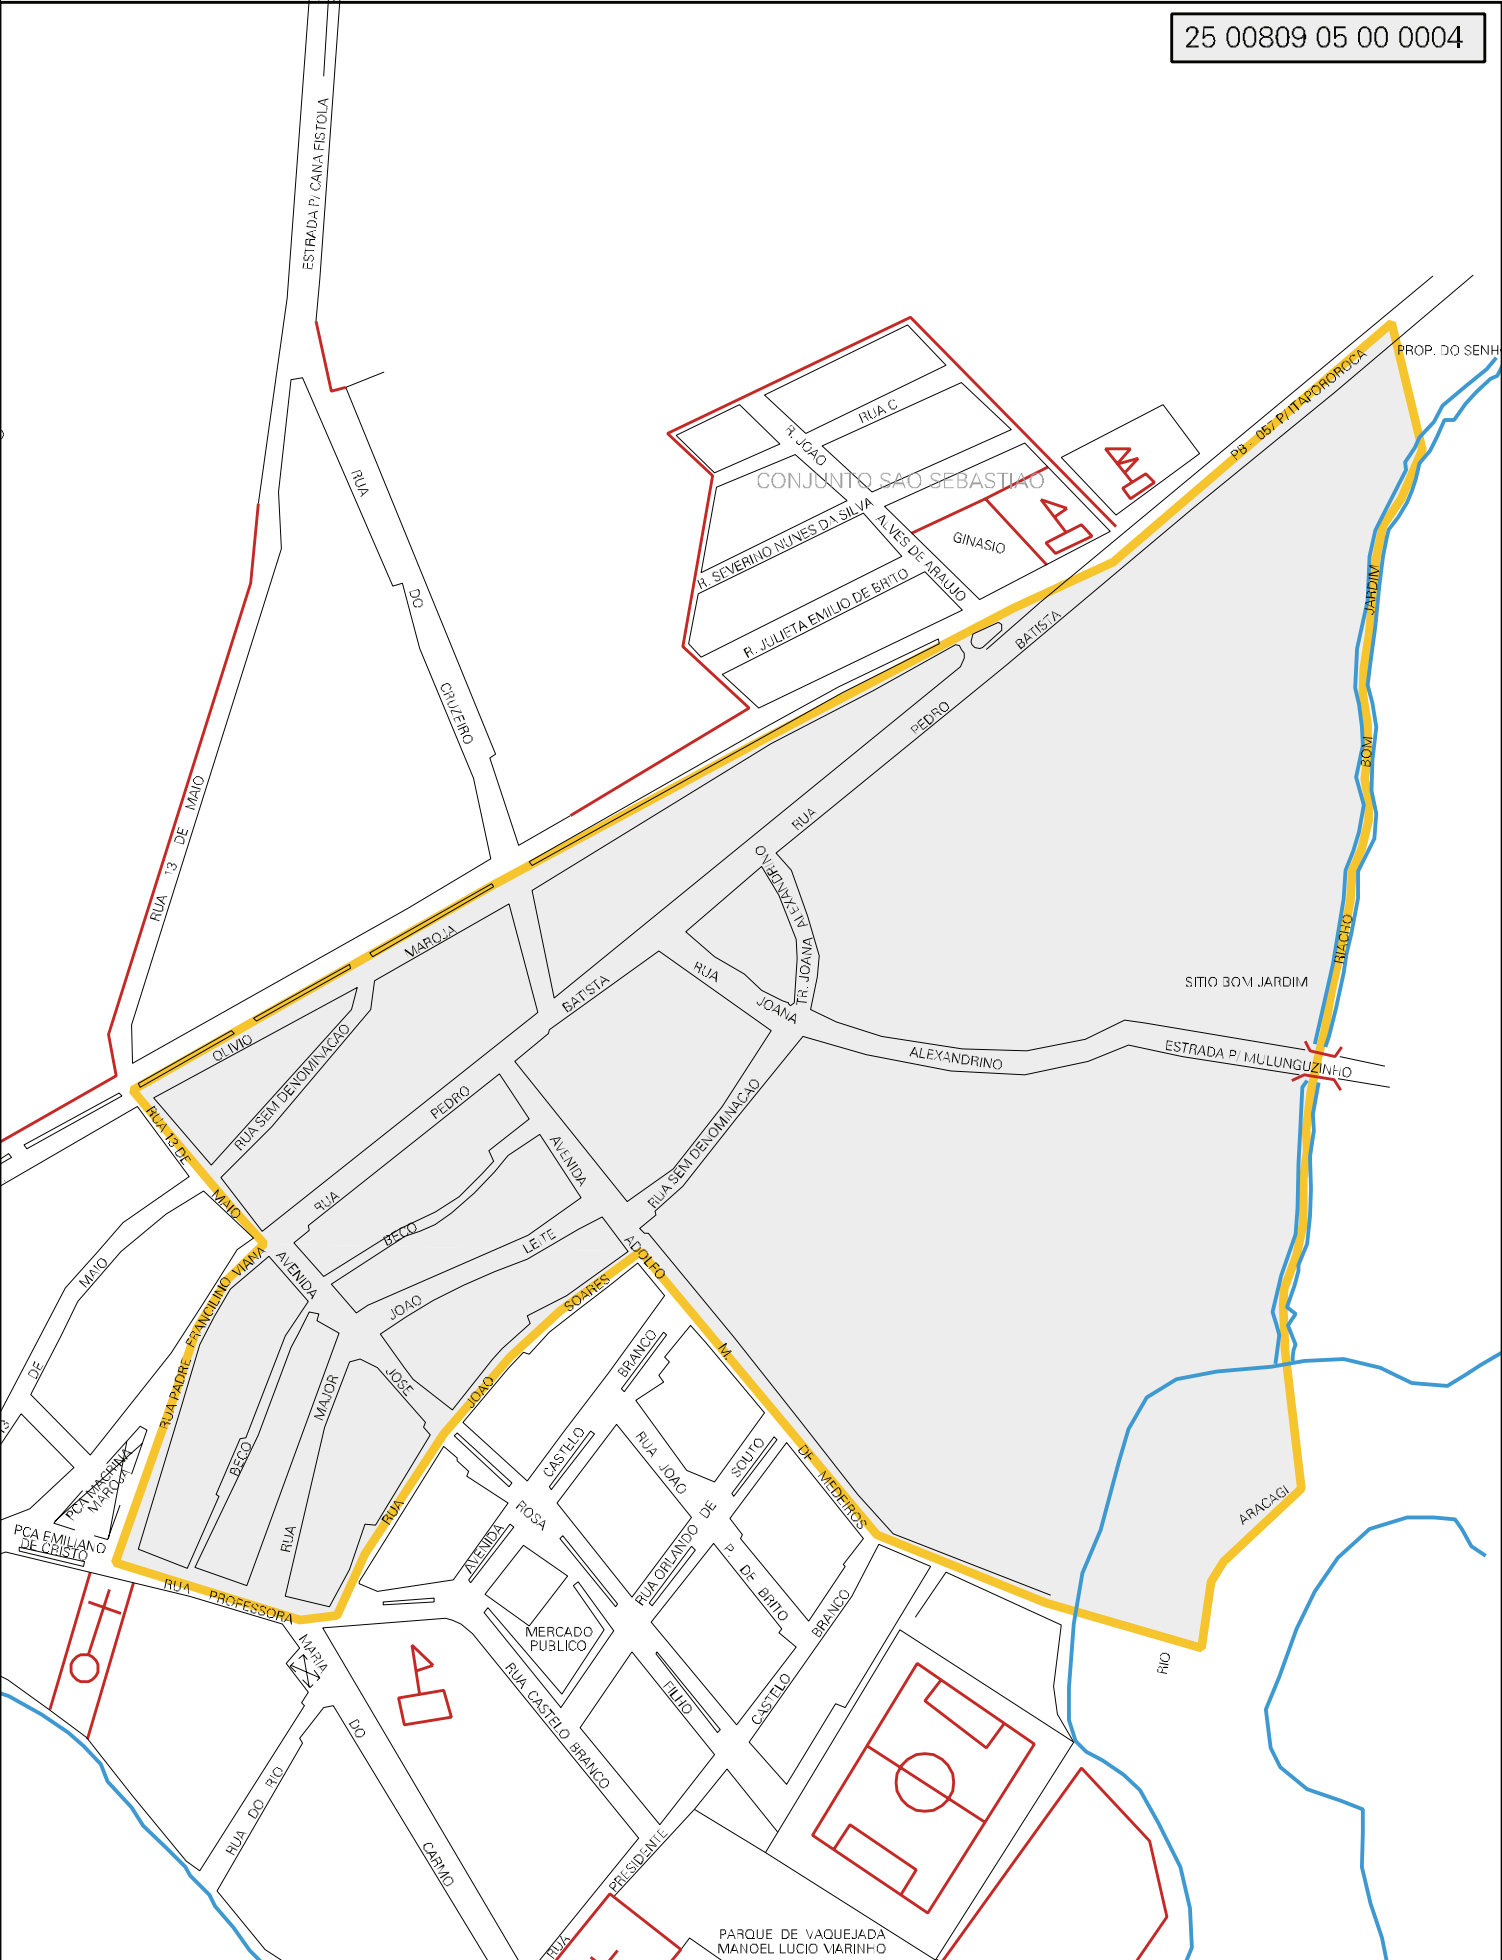 25 00809 05 00 0004
ESTRADA P/ CANA FISTOLA
PROP. DO SENH
PB - 057 P/ ITAPOROROCA
RUA C
R. JOAO
ALVES DE ARAUJO
CONJUNTO SAO SEBASTIAO
GINASIO
R. SEVERINO NUNES DA SILVA
R. JULIETA EMILIO DE BRITO
RUA DO CRUZEIRO
RUA 13 DE MAIO
RUA PEDRO BATISTA
JARDIM
BOM
RIACHO
TR. JOANA ALEXANDRINO
MAROJA
OLIVIO
BATISTA
RUA JOANA ALEXANDRINO
SITIO BOM JARDIM
ESTRADA P/ MULUNGUZINHO
RUA SEM DENOMINACAO
RUA SEM DENOMINACAO
PEDRO
RUA
RUA 13 DE MAIO
AVENIDA
BECO
LEITE
JOAO
AVENIDA
JOSE
RUA PADRE FRANCILINO VIANA
MAIO
DE
13
ADOLFO M. DE MEDEIROS
RUA JOAO SOARES
BRANCO
CASTELO
AVENIDA
MAJOR
RUA
BECO
RUA JOAO
ROSA
SOUTO
DE
RUA ORLANDO
P. DE BRITO
FILHO
BRANCO
CASTELO
PCA MACRINA
MAROJA
PCA EMILIANO
DE CRISTO
RUA PROFESSORA
MARIA
DO
CARMO
MERCADO
PUBLICO
RUA CASTELO BRANCO
RUA DO RIO
RUA PRESIDENTE
RIO
ARACAGI
PARQUE DE VAQUEJADA
MANOEL LUCIO MARINHO